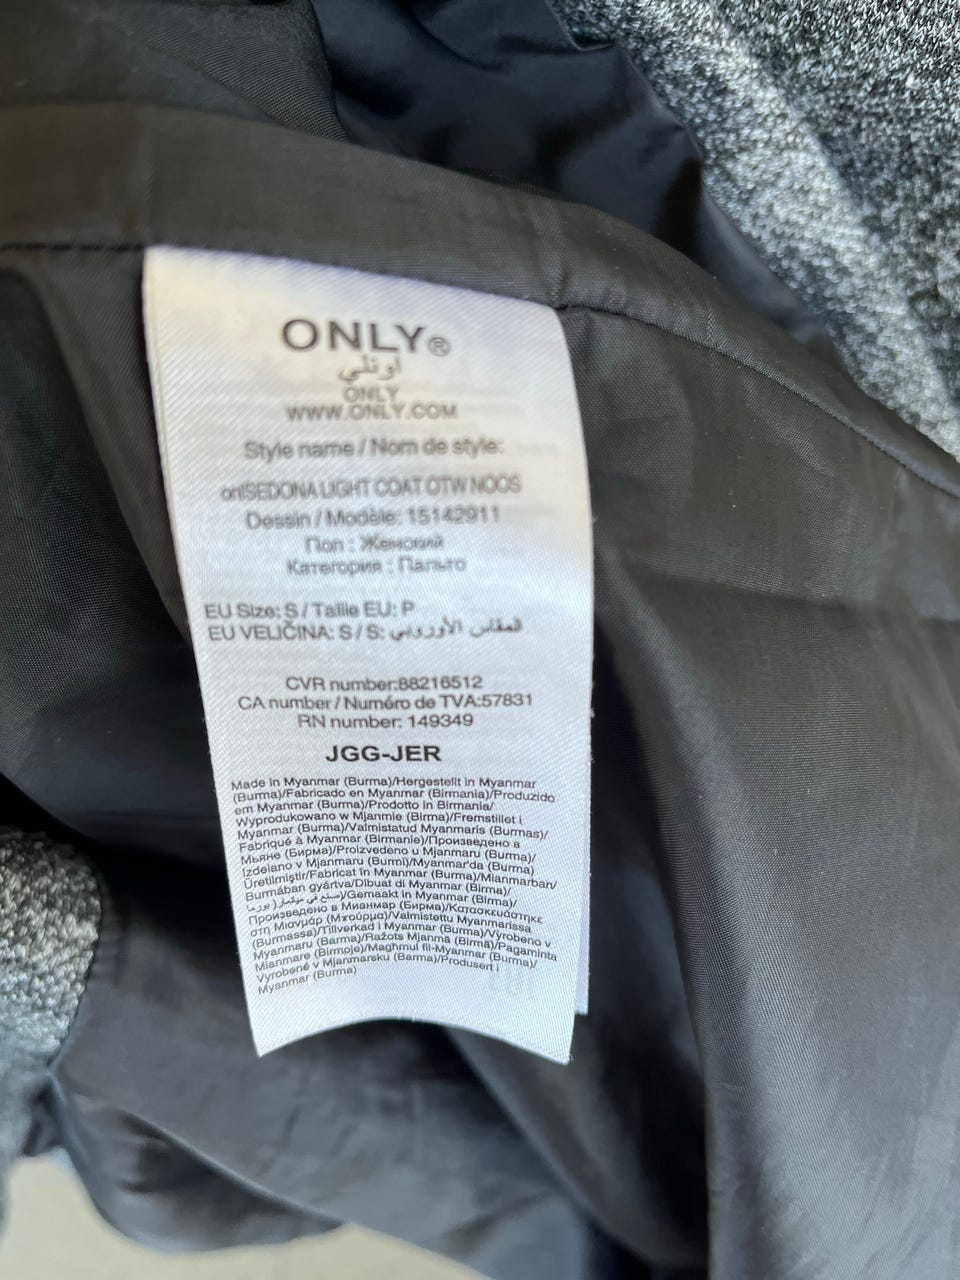 ONLY®
اونلي
ONLY
WWW.ONLY.COM
Style name / Nom de style:
onlSEDONA LIGHT COAT OTW NOOS
Dessin / Modèle: 15142911
Пол : Женский
Категория : Пальто
EU Size: S / Taille EU: P
EU VELIČINA: S / S: المقاس الأوروبي
CVR number:88216512
CA number / Numéro de TVA:57831
RN number: 149349
JGG-JER
Made in Myanmar (Burma)/Hergestellt in Myanmar
(Burma)/Fabricado en Myanmar (Birmania)/Produzido
em Myanmar (Burma)/Prodotto in Birmania/
Wyprodukowano w Mjanmie (Birma)/Fremstillet i
Myanmar (Burma)/Valmistatud Myanmaris (Burmas)/
Fabriqué à Myanmar (Birmanie)/Произведено в
Мьяне (Бирма)/Proizvedeno u Mjanmaru (Burma)/
Izdelano v Mjanmaru (Burmi)/Myanmar'da (Burma)
Üretilmiştir/Fabricat în Myanmar (Burma)/Mianmarban/
Burmában gyártva/Dibuat di Myanmar (Birma)/
صنع في ميانمار( بورما)/Gemaakt in Myanmar (Birma)/
Произведено в Мианмар (Бирма)/Κατασκευάστηκε
στη Μιανμάρ (Μπούρμα)/Valmistettu Myanmarissa
(Burmassa)/Tillverkad i Myanmar (Burma)/Vyrobeno v
Myanmaru (Barma)/Ražots Mjanmā (Birmā)/Pagaminta
Mianmare (Birmoje)/Maghmul fil-Myanmar (Burma)/
Vyrobené v Mjanmarsku (Barma)/Produsert i
Myanmar (Burma)